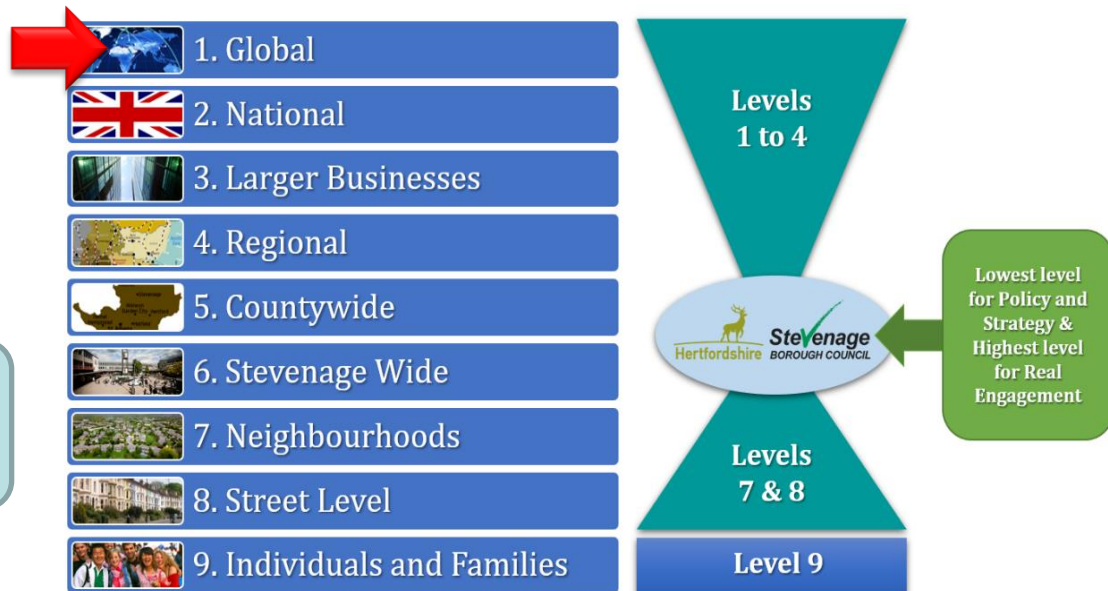 1. Global
2. National
3. Larger Businesses
4. Regional
5. Countywide
6. Stevenage Wide
7. Neighbourhoods
8. Street Level
9. Individuals and Families
Levels
1 to 4
Hertfordshire
Stevenage
BOROUGH COUNCIL
Lowest level
for Policy and
Strategy &
Highest level
for Real
Engagement
Levels
7 & 8
Level 9